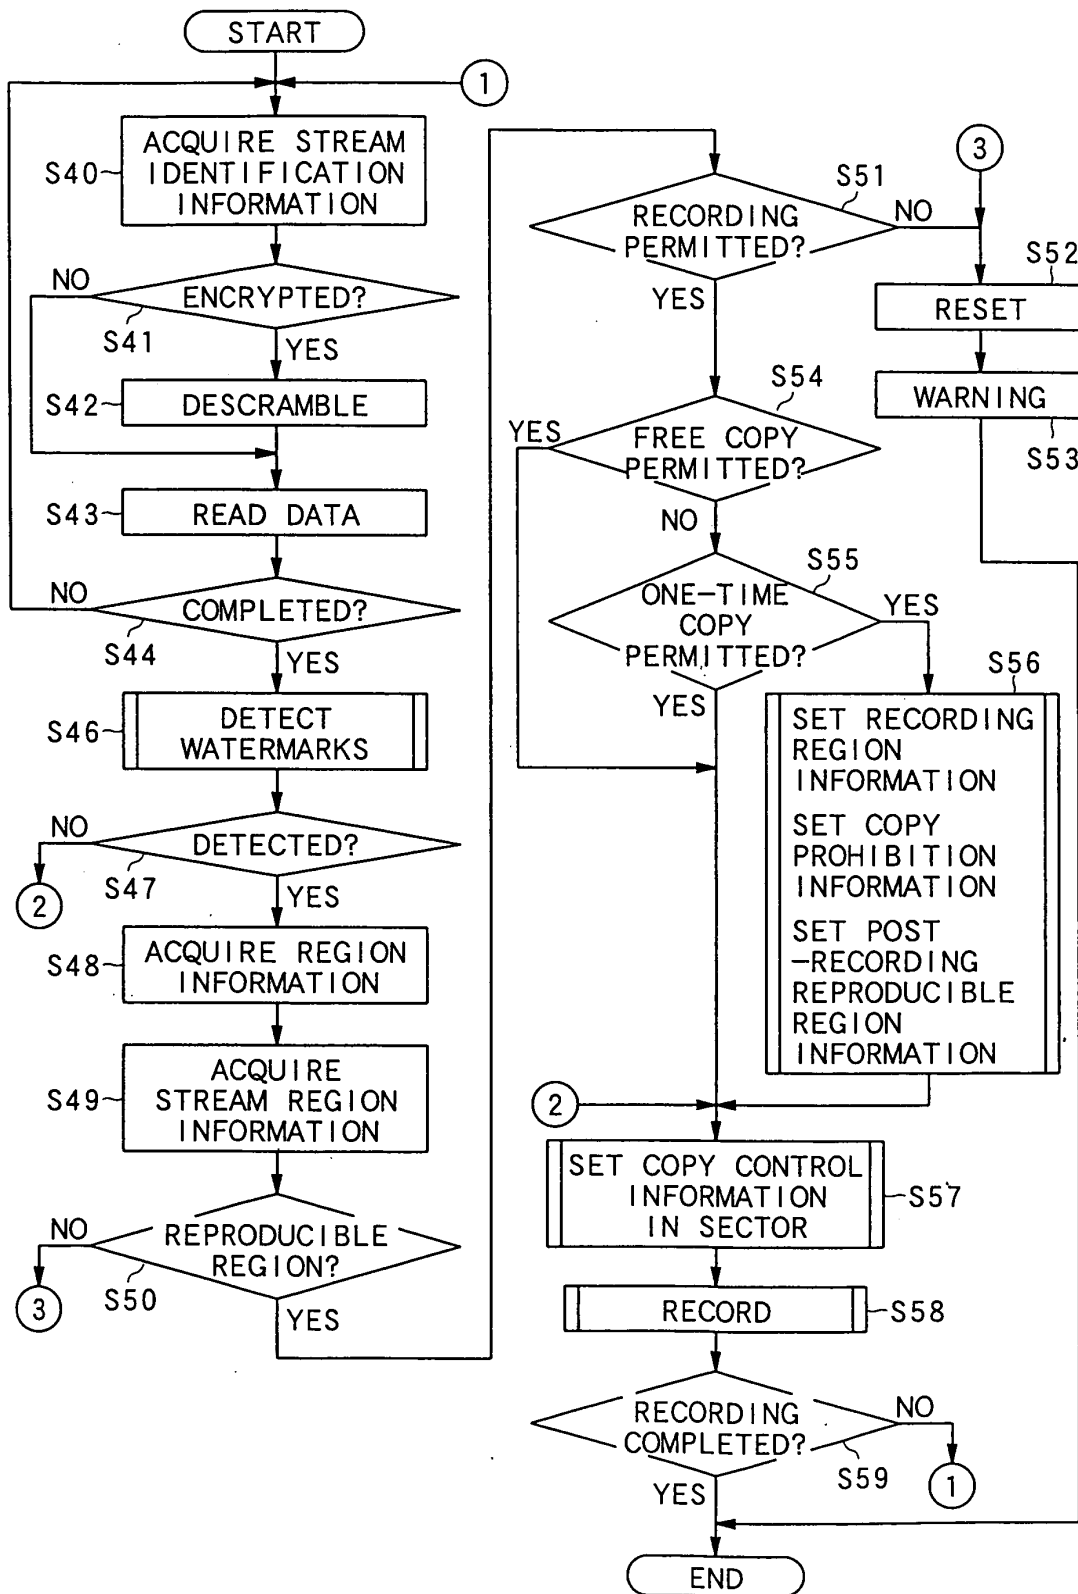 START
1
S40
ACQUIRE STREAM
IDENTIFICATION
INFORMATION
NO
ENCRYPTED?
S41
YES
S42
DESCRAMBLE
S43
READ DATA
NO
COMPLETED?
S44
YES
S46
DETECT
WATERMARKS
NO
DETECTED?
S47
2
YES
S48
ACQUIRE REGION
INFORMATION
S49
ACQUIRE
STREAM REGION
INFORMATION
NO
REPRODUCIBLE
REGION?
S50
3
YES
S51
RECORDING
PERMITTED?
NO
YES
3
S52
RESET
WARNING
S53
S54
YES
FREE COPY
PERMITTED?
NO
S55
ONE-TIME
COPY
PERMITTED?
YES
YES
S56
SET RECORDING
REGION
INFORMATION
SET COPY
PROHIBITION
INFORMATION
SET POST
-RECORDING
REPRODUCIBLE
REGION
INFORMATION
2
SET COPY CONTROL
INFORMATION
IN SECTOR
S57
RECORD
S58
RECORDING
COMPLETED?
NO
S59
1
YES
END